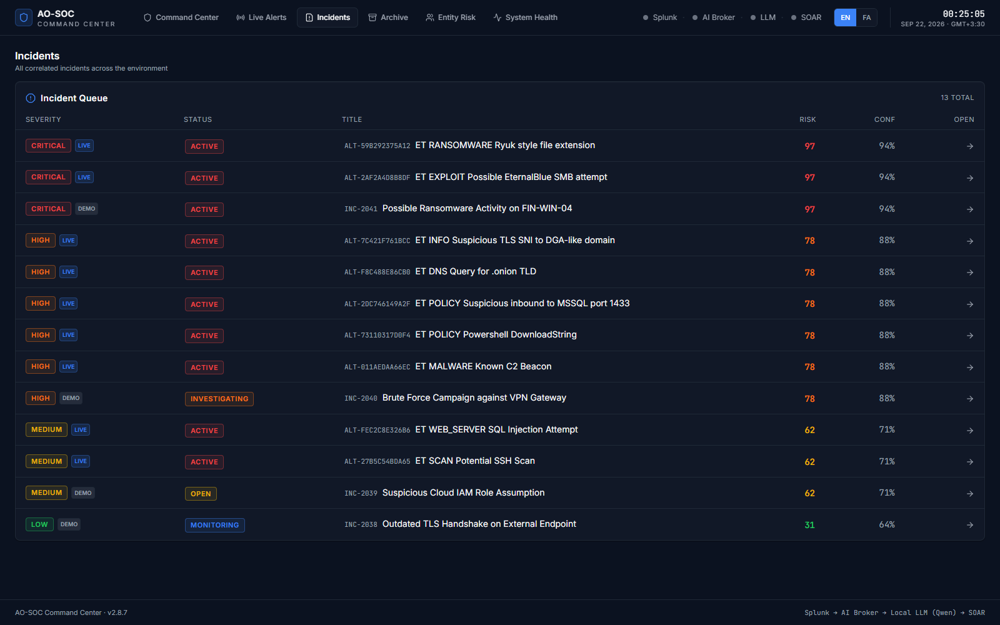 AO-SOC
COMMAND CENTER
Command Center
Live Alerts
Incidents
Archive
Entity Risk
System Health
Splunk · AI Broker · LLM · SOAR
EN FA
00:25:05
SEP 22, 2026 · GMT+3:30
Incidents
All correlated incidents across the environment
Incident Queue
13 TOTAL
SEVERITY STATUS TITLE RISK CONF OPEN
CRITICAL LIVE ACTIVE ALT-59B292375A12 ET RANSOMWARE Ryuk style file extension 97 94% →
CRITICAL LIVE ACTIVE ALT-2AF2A4D8B8DF ET EXPLOIT Possible EternalBlue SMB attempt 97 94% →
CRITICAL DEMO ACTIVE INC-2041 Possible Ransomware Activity on FIN-WIN-04 97 94% →
HIGH LIVE ACTIVE ALT-7C421F761BCC ET INFO Suspicious TLS SNI to DGA-like domain 78 88% →
HIGH LIVE ACTIVE ALT-F8C488E86CB0 ET DNS Query for .onion TLD 78 88% →
HIGH LIVE ACTIVE ALT-2DC746149A2F ET POLICY Suspicious inbound to MSSQL port 1433 78 88% →
HIGH LIVE ACTIVE ALT-73110317D0F4 ET POLICY Powershell DownloadString 78 88% →
HIGH LIVE ACTIVE ALT-011AEDAA66EC ET MALWARE Known C2 Beacon 78 88% →
HIGH DEMO INVESTIGATING INC-2040 Brute Force Campaign against VPN Gateway 78 88% →
MEDIUM LIVE ACTIVE ALT-FEC2C8E326B6 ET WEB_SERVER SQL Injection Attempt 62 71% →
MEDIUM LIVE ACTIVE ALT-27B5C54BDA65 ET SCAN Potential SSH Scan 62 71% →
MEDIUM DEMO OPEN INC-2039 Suspicious Cloud IAM Role Assumption 62 71% →
LOW DEMO MONITORING INC-2038 Outdated TLS Handshake on External Endpoint 31 64% →
AO-SOC Command Center · v2.8.7
Splunk → AI Broker → Local LLM (Qwen) → SOAR